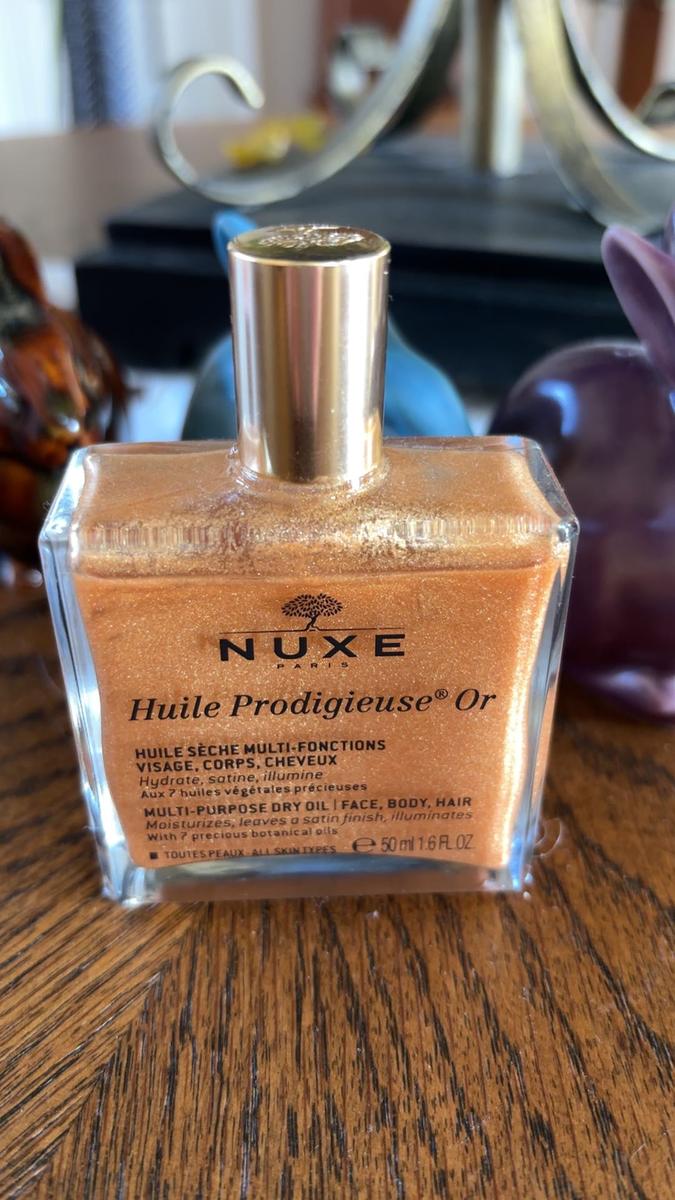 NUXE
PARIS
Huile Prodigieuse® Or
HUILE SÈCHE MULTI-FONCTIONS
VISAGE, CORPS, CHEVEUX
Hydrate, satine, illumine
Aux 7 huiles végétales précieuses
MULTI-PURPOSE DRY OIL | FACE, BODY, HAIR
Moisturizes, leaves a satin finish, illuminates
With 7 precious botanical oils
■ TOUTES PEAUX - ALL SKIN TYPES ℮ 50 ml 1.6 FL.OZ.